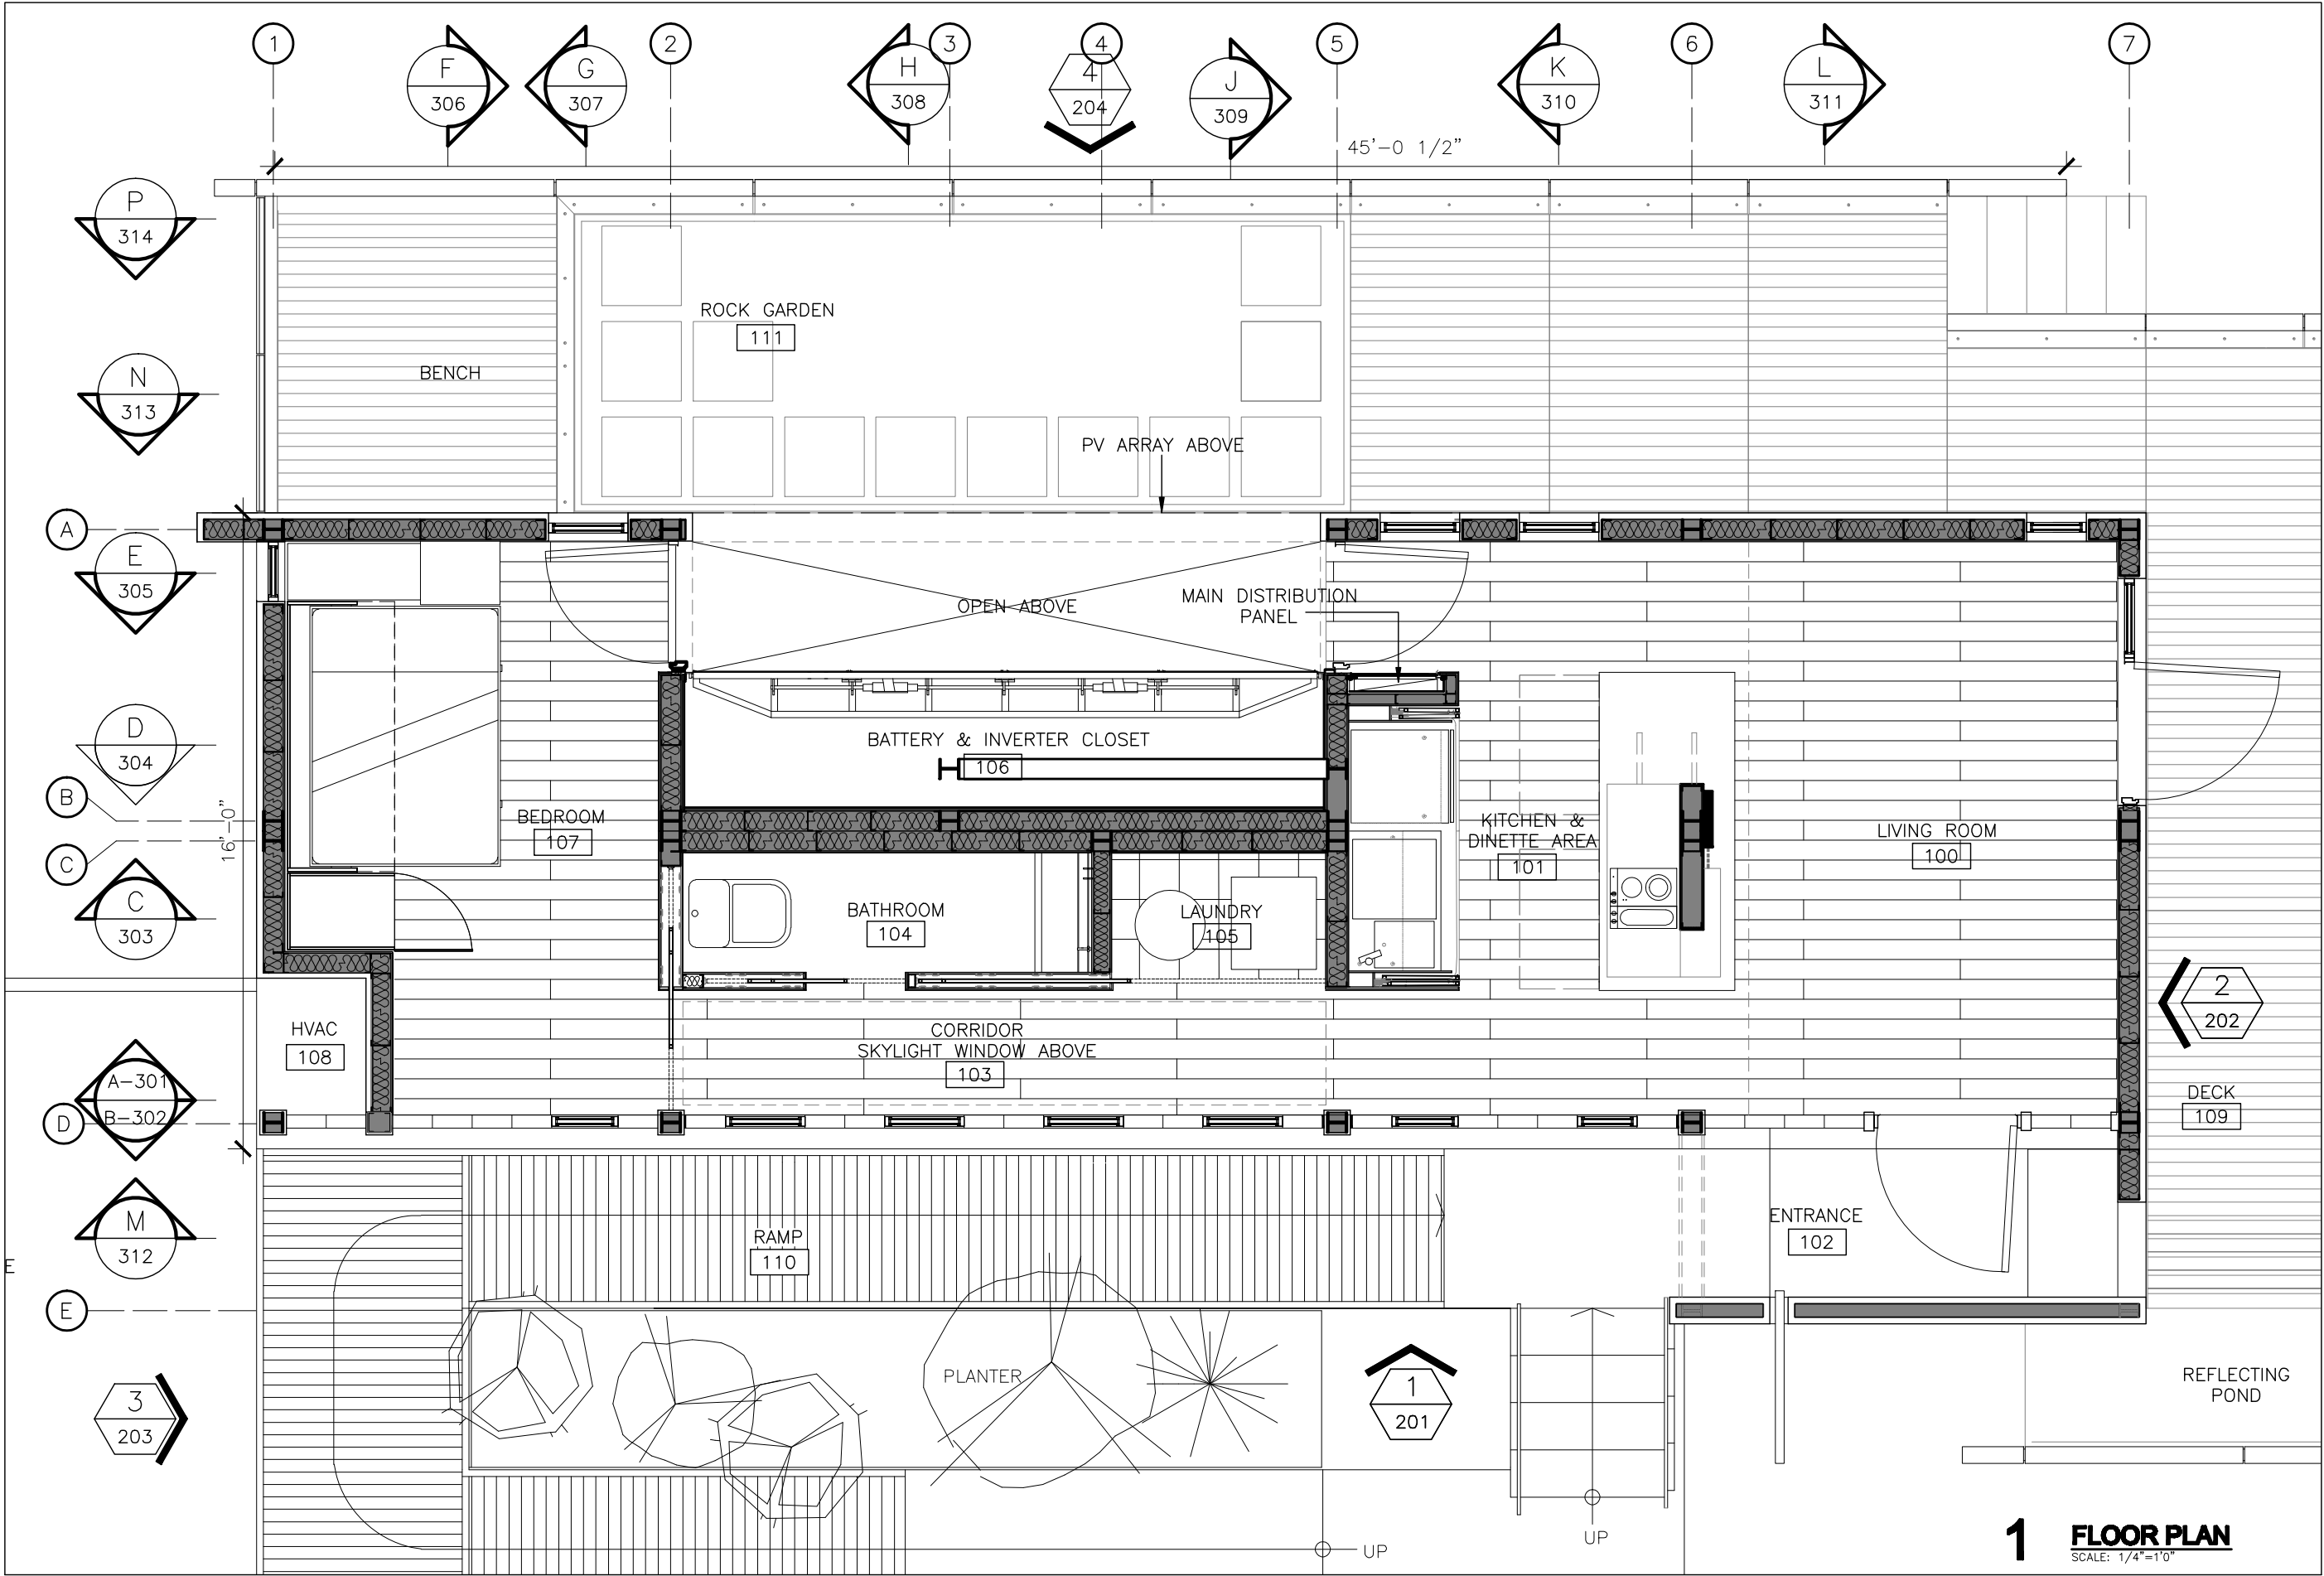 1
2
3
4
5
6
7
F
306
G
307
H
308
4
204
J
309
K
310
L
311
45'-0 1/2"
P
314
ROCK GARDEN
111
BENCH
N
313
PV ARRAY ABOVE
A
E
305
OPEN ABOVE
MAIN DISTRIBUTION
PANEL
D
304
BATTERY & INVERTER CLOSET
106
B
16'-0"
BEDROOM
107
KITCHEN &
DINETTE AREA
101
LIVING ROOM
100
C
C
303
BATHROOM
104
LAUNDRY
105
2
202
HVAC
108
CORRIDOR
SKYLIGHT WINDOW ABOVE
103
A-301
B-302
D
DECK
109
M
312
RAMP
110
ENTRANCE
102
E
E
PLANTER
3
203
1
201
REFLECTING
POND
UP
UP
1 FLOOR PLAN
SCALE: 1/4"=1'0"